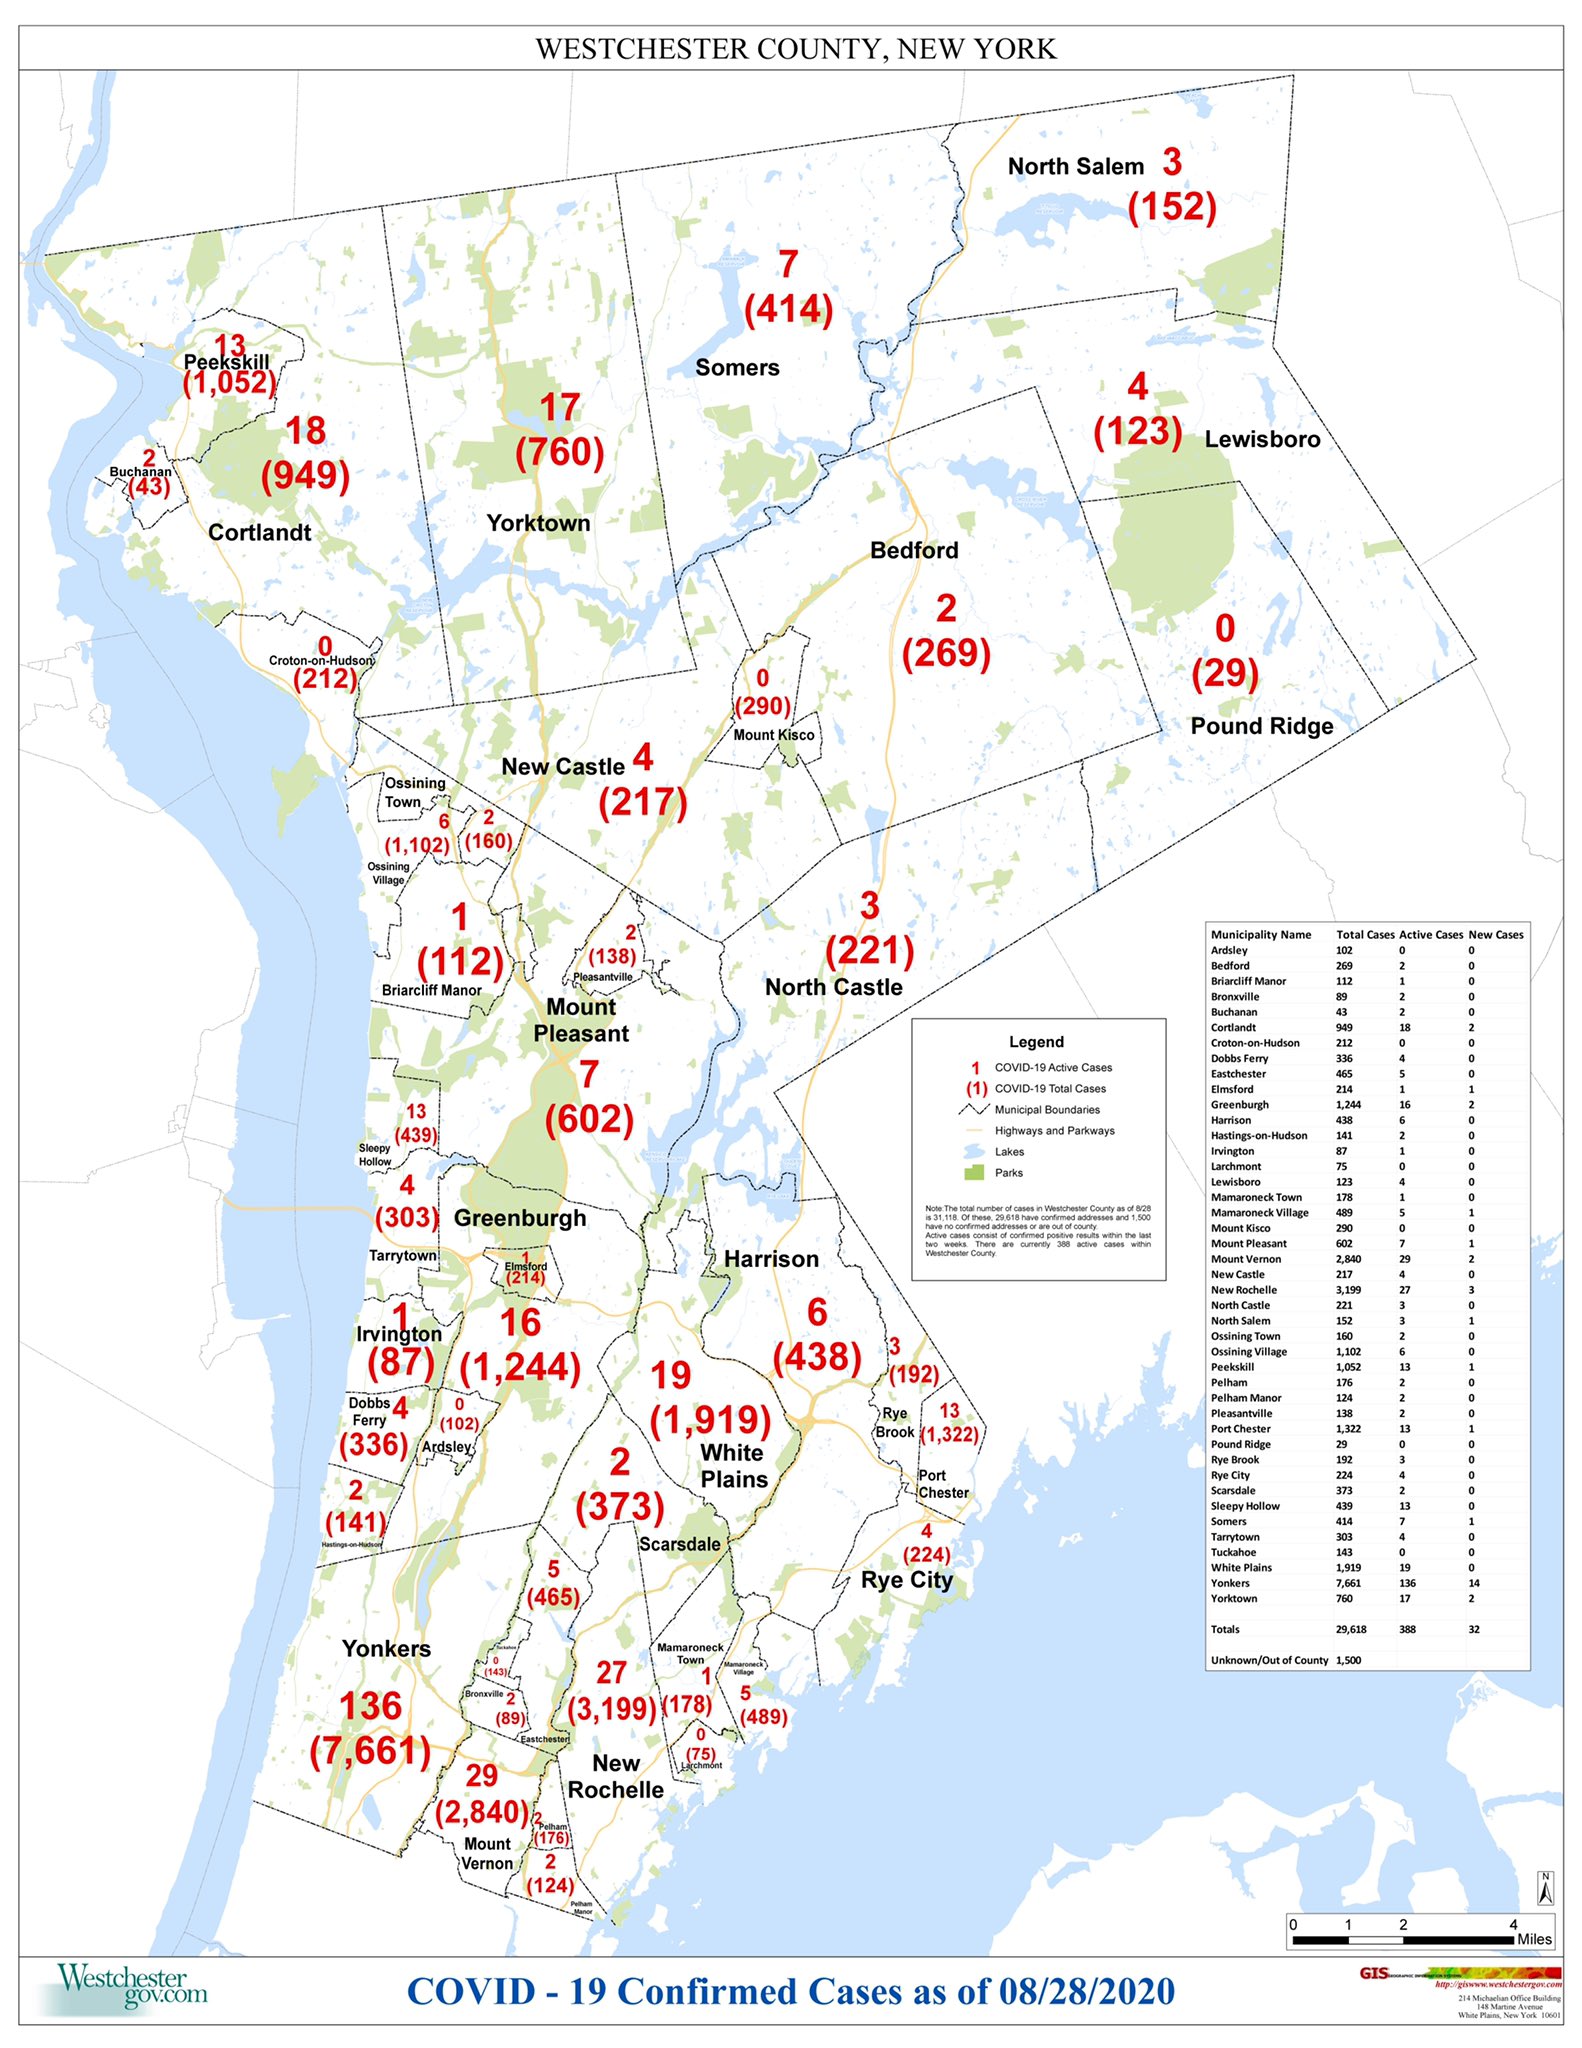 WESTCHESTER COUNTY, NEW YORK
North Salem 3
(152)
7
(414)
Somers
13
Peekskill
(1,052)
18
(949)
Cortlandt
2
Buchanan
(43)
17
(760)
Yorktown
4
(123)
Lewisboro
Bedford
2
(269)
0
(29)
Pound Ridge
0
Croton-on-Hudson
(212)
0
(290)
Mount Kisco
New Castle 4
(217)
Ossining
Town
6
(1,102)
2
(160)
Ossining
Village
1
(112)
Briarcliff Manor
2
(138)
Pleasantville
3
(221)
North Castle
Mount
Pleasant
7
(602)
13
(439)
Sleepy
Hollow
4
(303)
Tarrytown
Greenburgh
1
Elmsford
(214)
16
(1,244)
1
Irvington
(87)
Dobbs
Ferry 4
(336)
0
(102)
Ardsley
2
(141)
Hastings-on-Hudson
Harrison
6
(438)
19
(1,919)
White
Plains
3
(192)
Rye
Brook
13
(1,322)
Port
Chester
2
(373)
Scarsdale
4
(224)
Rye City
5
(465)
Yonkers
136
(7,661)
Tuckahoe
0
(143)
Bronxville 2
(89)
Eastchester
27
(3,199)
New
Rochelle
Mamaroneck
Town
1
(178)
Mamaroneck
Village
5
(489)
0
(75)
Larchmont
29
(2,840)
Mount
Vernon
2
Pelham
(176)
2
(124)
Pelham
Manor
Legend
1 COVID-19 Active Cases
(1) COVID-19 Total Cases
Municipal Boundaries
Highways and Parkways
Lakes
Parks
Note:The total number of cases in Westchester County as of 8/28
is 31,118. Of these, 29,618 have confirmed addresses and 1,500
have no confirmed addresses or are out of county.
Active cases consist of confirmed positive results within the last
two weeks. There are currently 388 active cases within
Westchester County.
Municipality Name Total Cases Active Cases New Cases
Ardsley 102 0 0
Bedford 269 2 0
Briarcliff Manor 112 1 0
Bronxville 89 2 0
Buchanan 43 2 0
Cortlandt 949 18 2
Croton-on-Hudson 212 0 0
Dobbs Ferry 336 4 0
Eastchester 465 5 0
Elmsford 214 1 1
Greenburgh 1,244 16 2
Harrison 438 6 0
Hastings-on-Hudson 141 2 0
Irvington 87 1 0
Larchmont 75 0 0
Lewisboro 123 4 0
Mamaroneck Town 178 1 0
Mamaroneck Village 489 5 1
Mount Kisco 290 0 0
Mount Pleasant 602 7 1
Mount Vernon 2,840 29 2
New Castle 217 4 0
New Rochelle 3,199 27 3
North Castle 221 3 0
North Salem 152 3 1
Ossining Town 160 2 0
Ossining Village 1,102 6 0
Peekskill 1,052 13 1
Pelham 176 2 0
Pelham Manor 124 2 0
Pleasantville 138 2 0
Port Chester 1,322 13 1
Pound Ridge 29 0 0
Rye Brook 192 3 0
Rye City 224 4 0
Scarsdale 373 2 0
Sleepy Hollow 439 13 0
Somers 414 7 1
Tarrytown 303 4 0
Tuckahoe 143 0 0
White Plains 1,919 19 0
Yonkers 7,661 136 14
Yorktown 760 17 2
Totals 29,618 388 32
Unknown/Out of County 1,500
N
0 1 2 4
Miles
Westchester
gov.com
COVID - 19 Confirmed Cases as of 08/28/2020
GIS GEOGRAPHIC INFORMATION SYSTEMS
http://giswww.westchestergov.com
214 Michaelian Office Building
148 Martine Avenue
White Plains, New York 10601